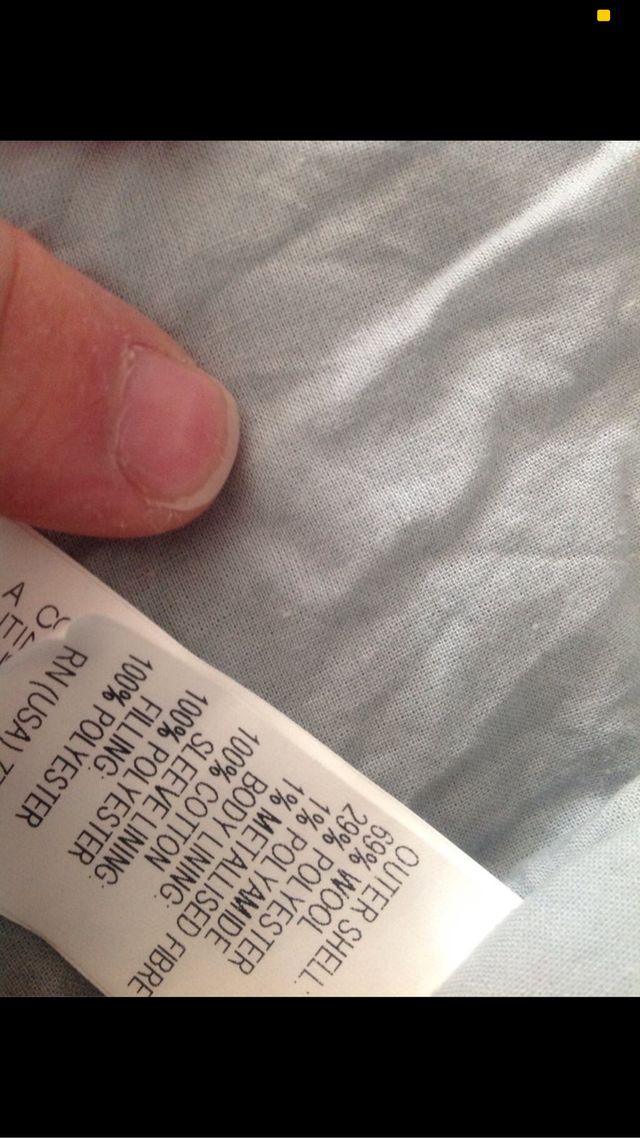 OUTER SHELL:
69% WOOL
29% POLYESTER
1% POLYAMIDE
1% METALLISED FIBRE
BODY LINING:
100% COTTON
SLEEVE LINING:
100% POLYESTER
FILLING:
100% POLYESTER
RN (USA)
A